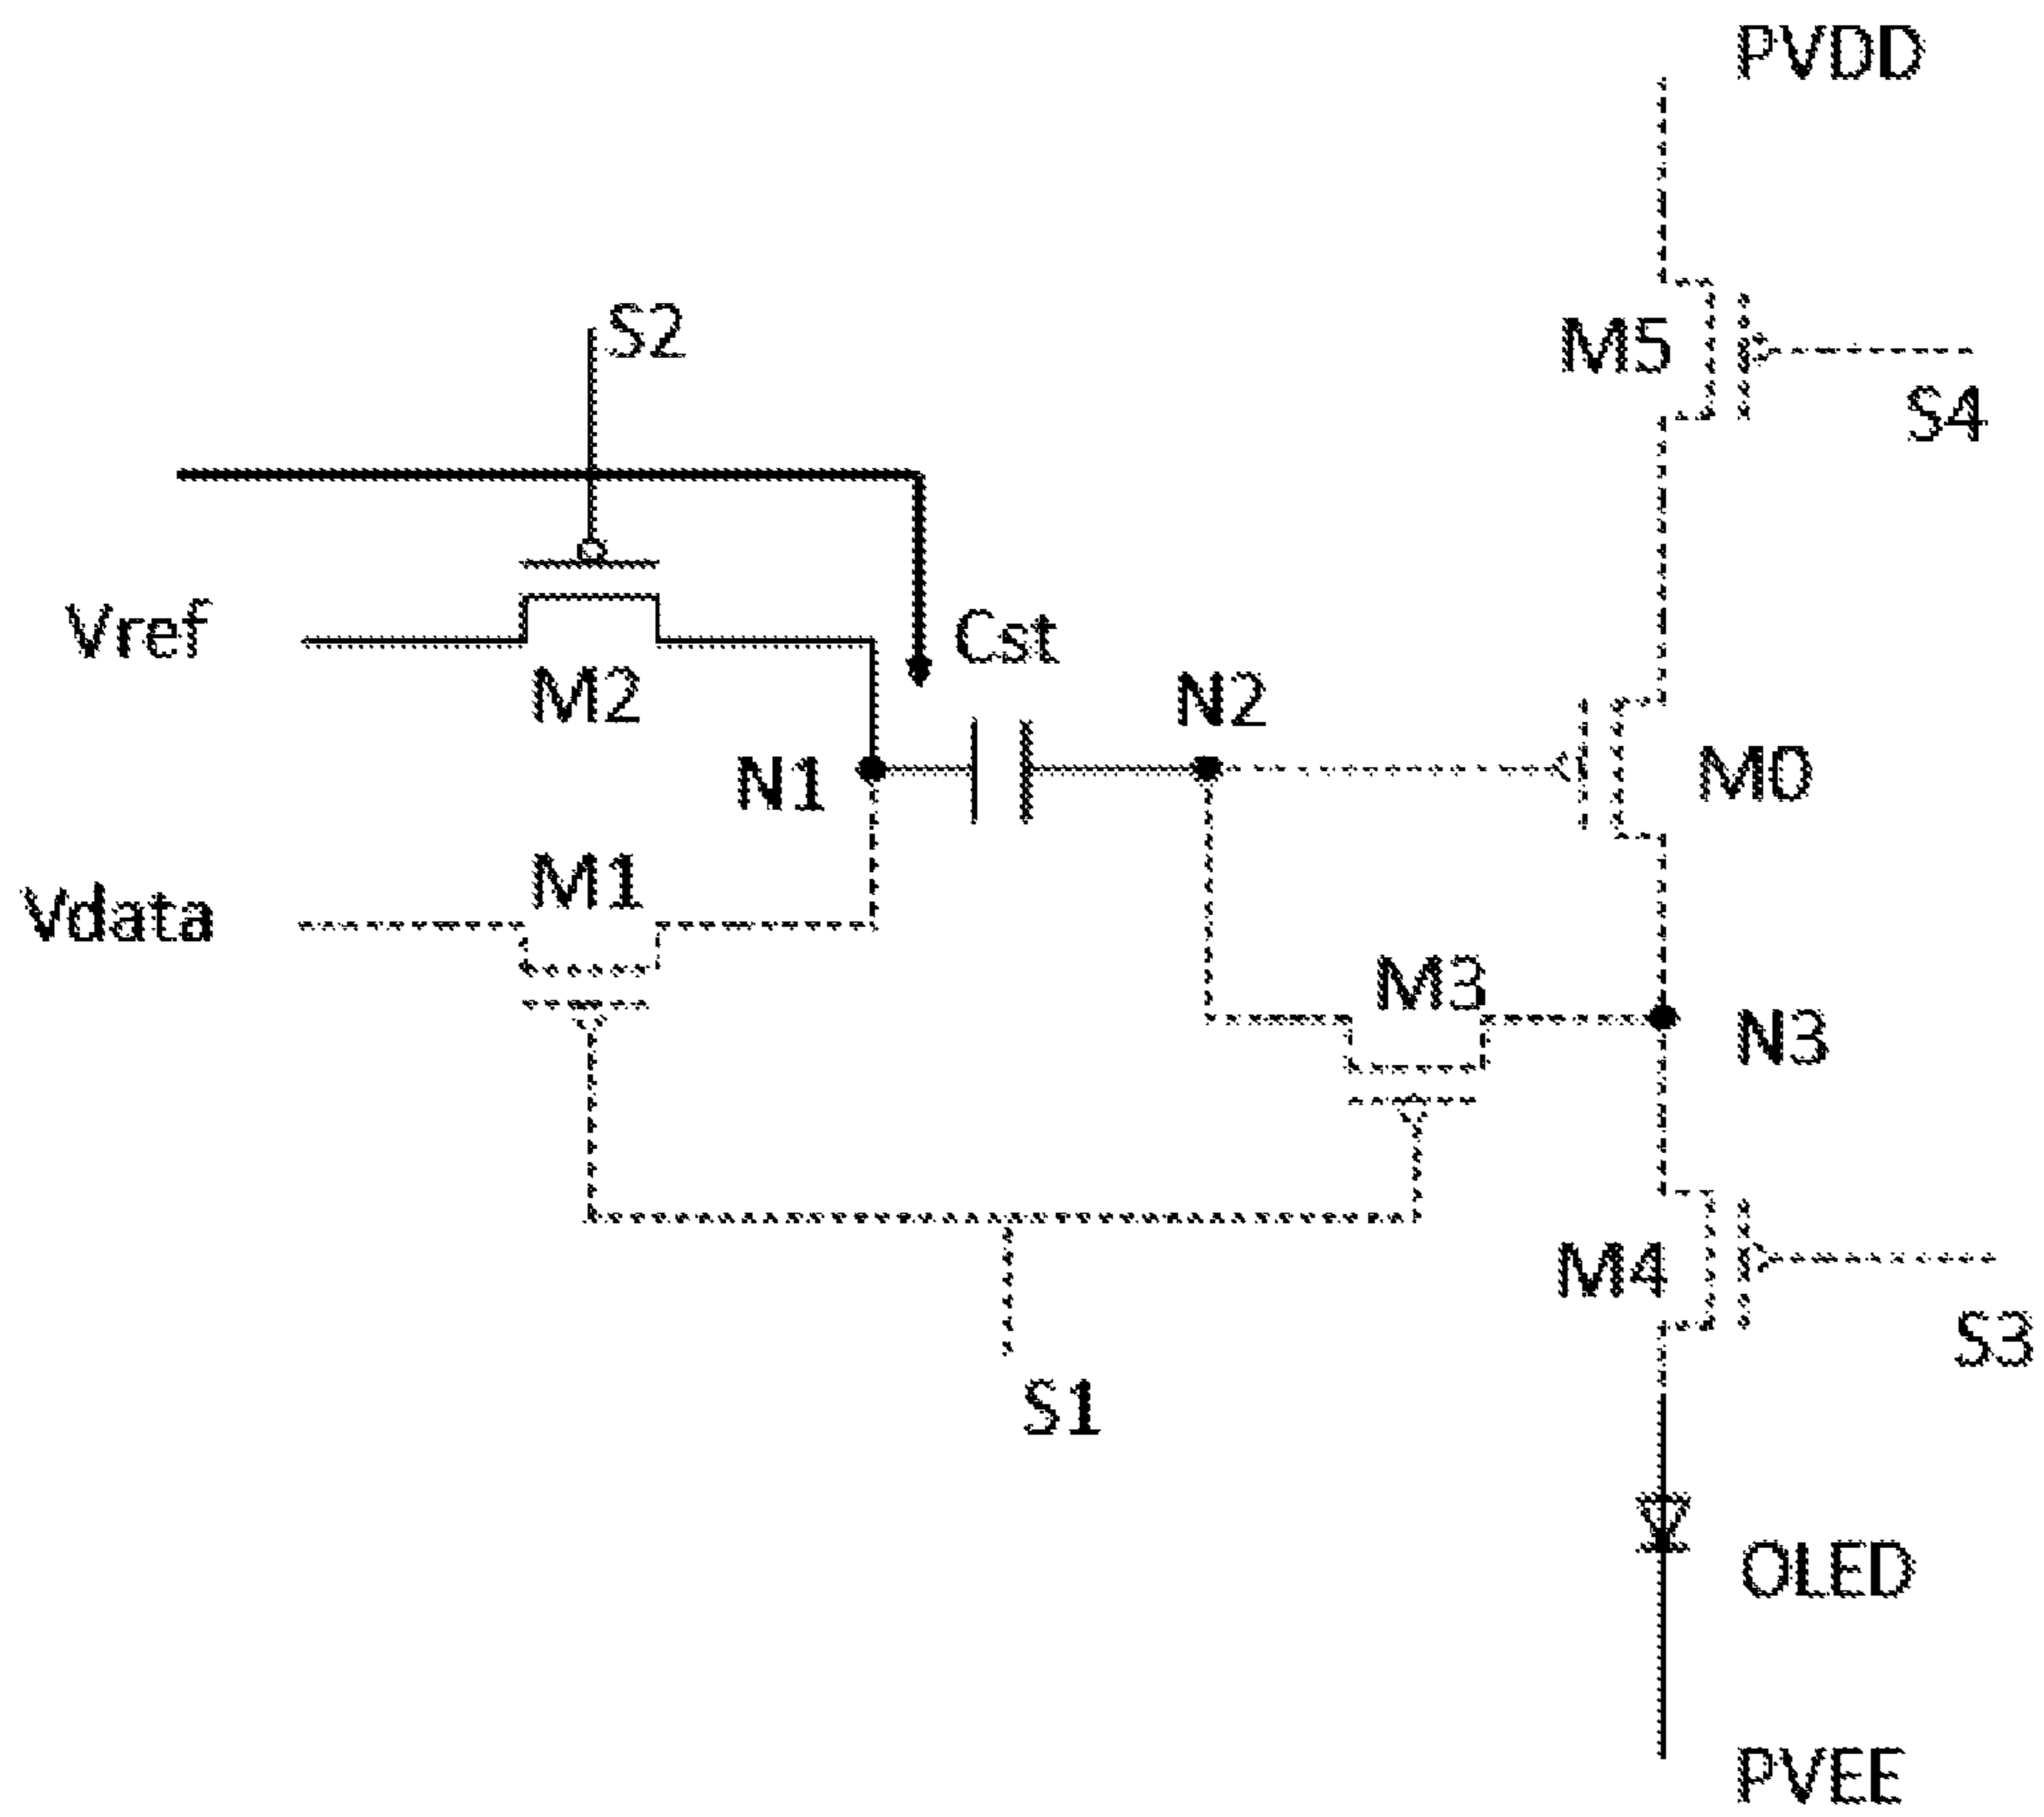 PVDD
S2
M5
S4
Vref
Cst
M2
N2
N1
M0
M1
Vdata
M3
N3
M4
S3
S1
OLED
PVEE